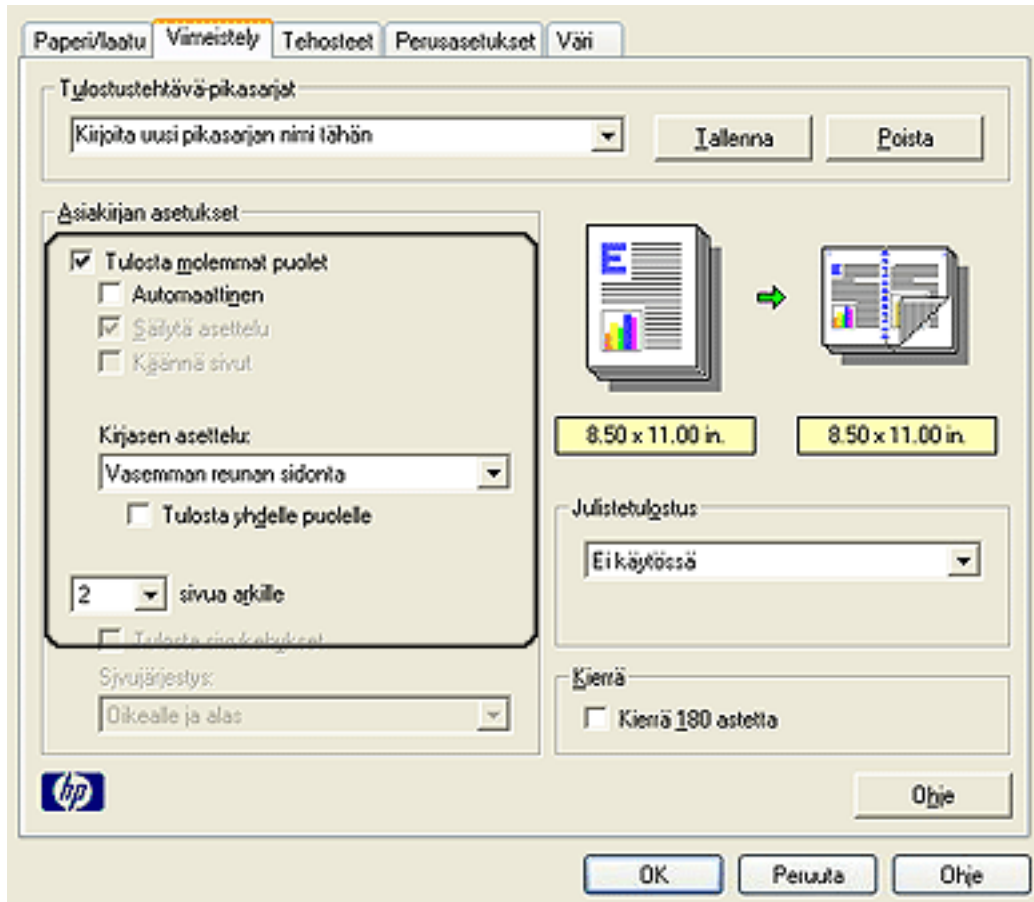 Paperi/laatu Viimeistely Tehosteet Perusasetukset Väri
Tulostustehtävä-pikasarjat
Kirjoita uusi pikasarjan nimi tähän Tallenna Poista
Asiakirjan asetukset
Tulosta molemmat puolet
Automaattinen
Säilytä asettelu
Käännä sivut
Kirjasen asettelu:
Vasemman reunan sidonta
Tulosta yhdelle puolelle
2 sivua arkille
Tulosta sivukehykset
Sivujärjestys:
Oikealle ja alas
E
8.50 x 11.00 in. 8.50 x 11.00 in.
Julistetulostus
Ei käytössä
Kierrä
Kierrä 180 astetta
hp
Ohje
OK Peruuta Ohje